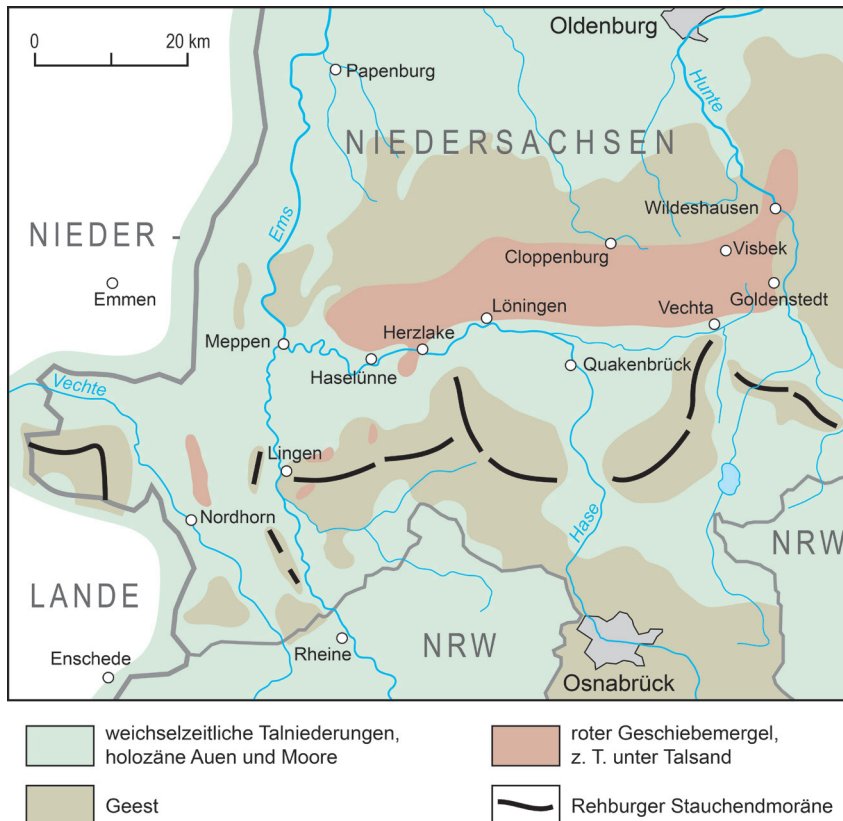 Oldenburg
0 20 km
Papenburg
Hunte
NIEDERSACHSEN
Ems
Wildeshausen
NIEDER -
Cloppenburg
Visbek
Emmen
Goldenstedt
Löningen
Vechta
Meppen
Herzlake
Haselünne
Quakenbrück
Vechte
Lingen
Nordhorn
Hase
NRW
LANDE
Rheine
NRW
Enschede
Osnabrück
weichselzeitliche Talniederungen,
holozäne Auen und Moore
roter Geschiebemergel,
z. T. unter Talsand
Geest
Rehburger Stauchendmoräne